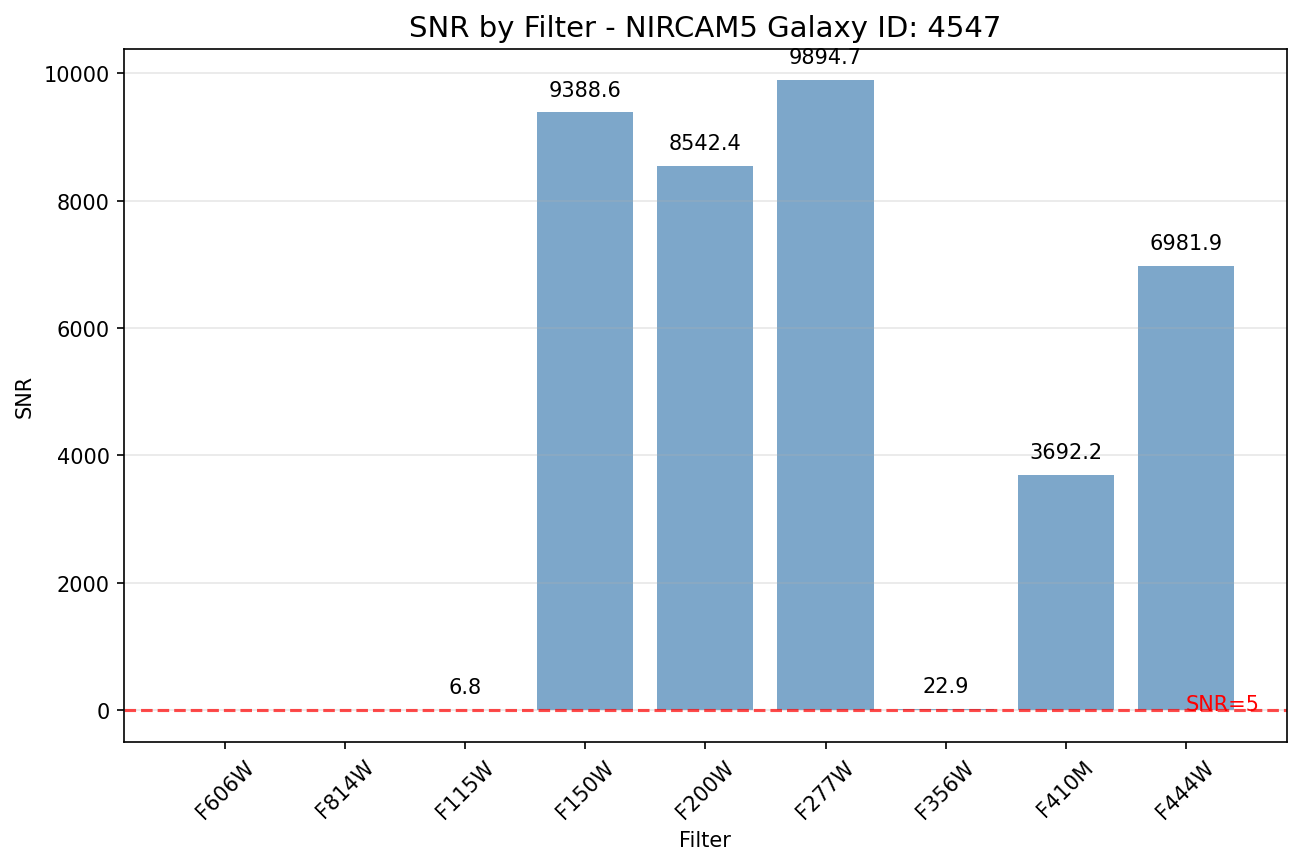 SNR by Filter - NIRCAM5 Galaxy ID: 4547
10000
8000
6000
4000
2000
0
SNR
6.8
9388.6
8542.4
9894.7
22.9
3692.2
6981.9
SNR=5
F606W
F814W
F115W
F150W
F200W
F277W
F356W
F410M
F444W
Filter